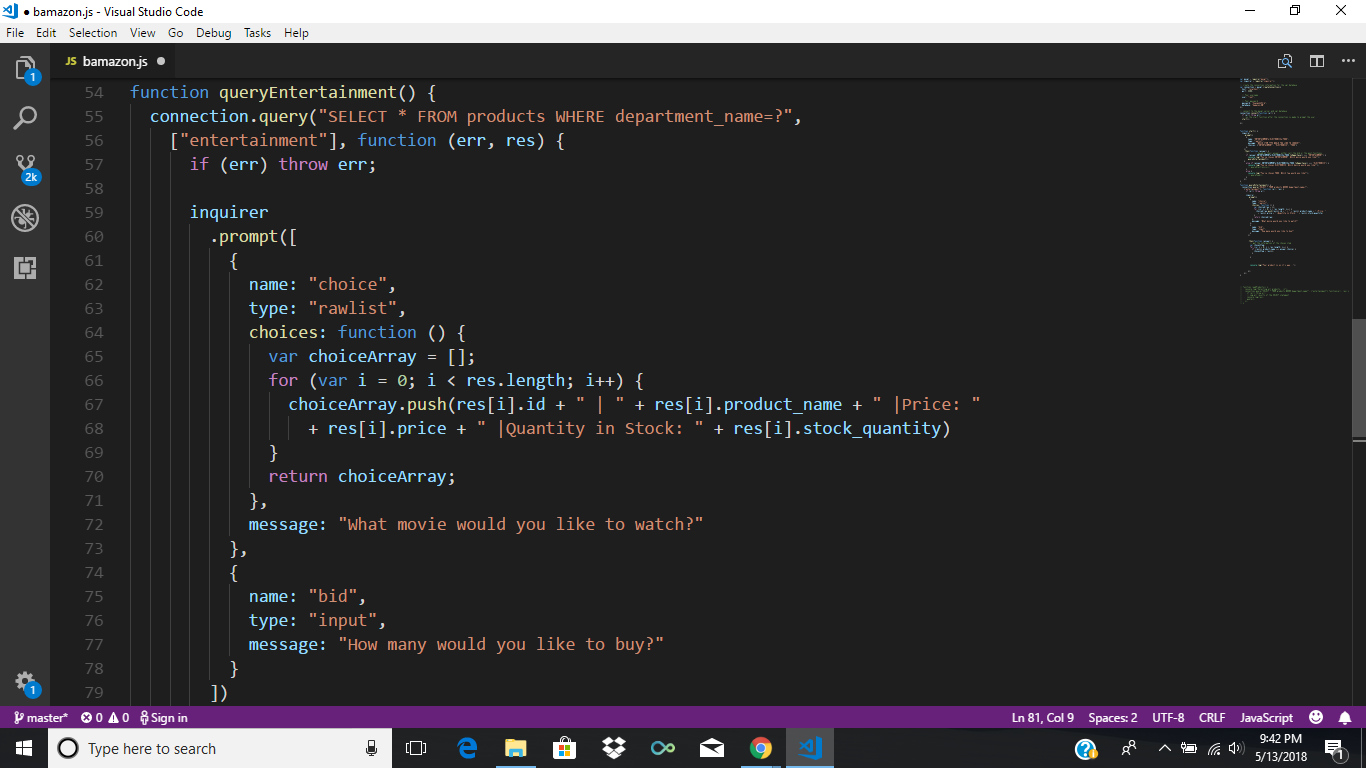 ● bamazon.js - Visual Studio Code
File Edit Selection View Go Debug Tasks Help
1
JS bamazon.js ●
54 function queryEntertainment() {
55 connection.query("SELECT * FROM products WHERE department_name=?",
56 ["entertainment"], function (err, res) {
57 if (err) throw err;
58
59 inquirer
60 .prompt([
61 {
62 name: "choice",
63 type: "rawlist",
64 choices: function () {
65 var choiceArray = [];
66 for (var i = 0; i < res.length; i++) {
67 choiceArray.push(res[i].id + " | " + res[i].product_name + " |Price: "
68 + res[i].price + " |Quantity in Stock: " + res[i].stock_quantity)
69 }
70 return choiceArray;
71 },
72 message: "What movie would you like to watch?"
73 },
74 {
75 name: "bid",
76 type: "input",
77 message: "How many would you like to buy?"
78 }
79 ])
2k
1
master* 0 0 Sign in Ln 81, Col 9 Spaces: 2 UTF-8 CRLF JavaScript
Type here to search
9:42 PM
5/13/2018
1